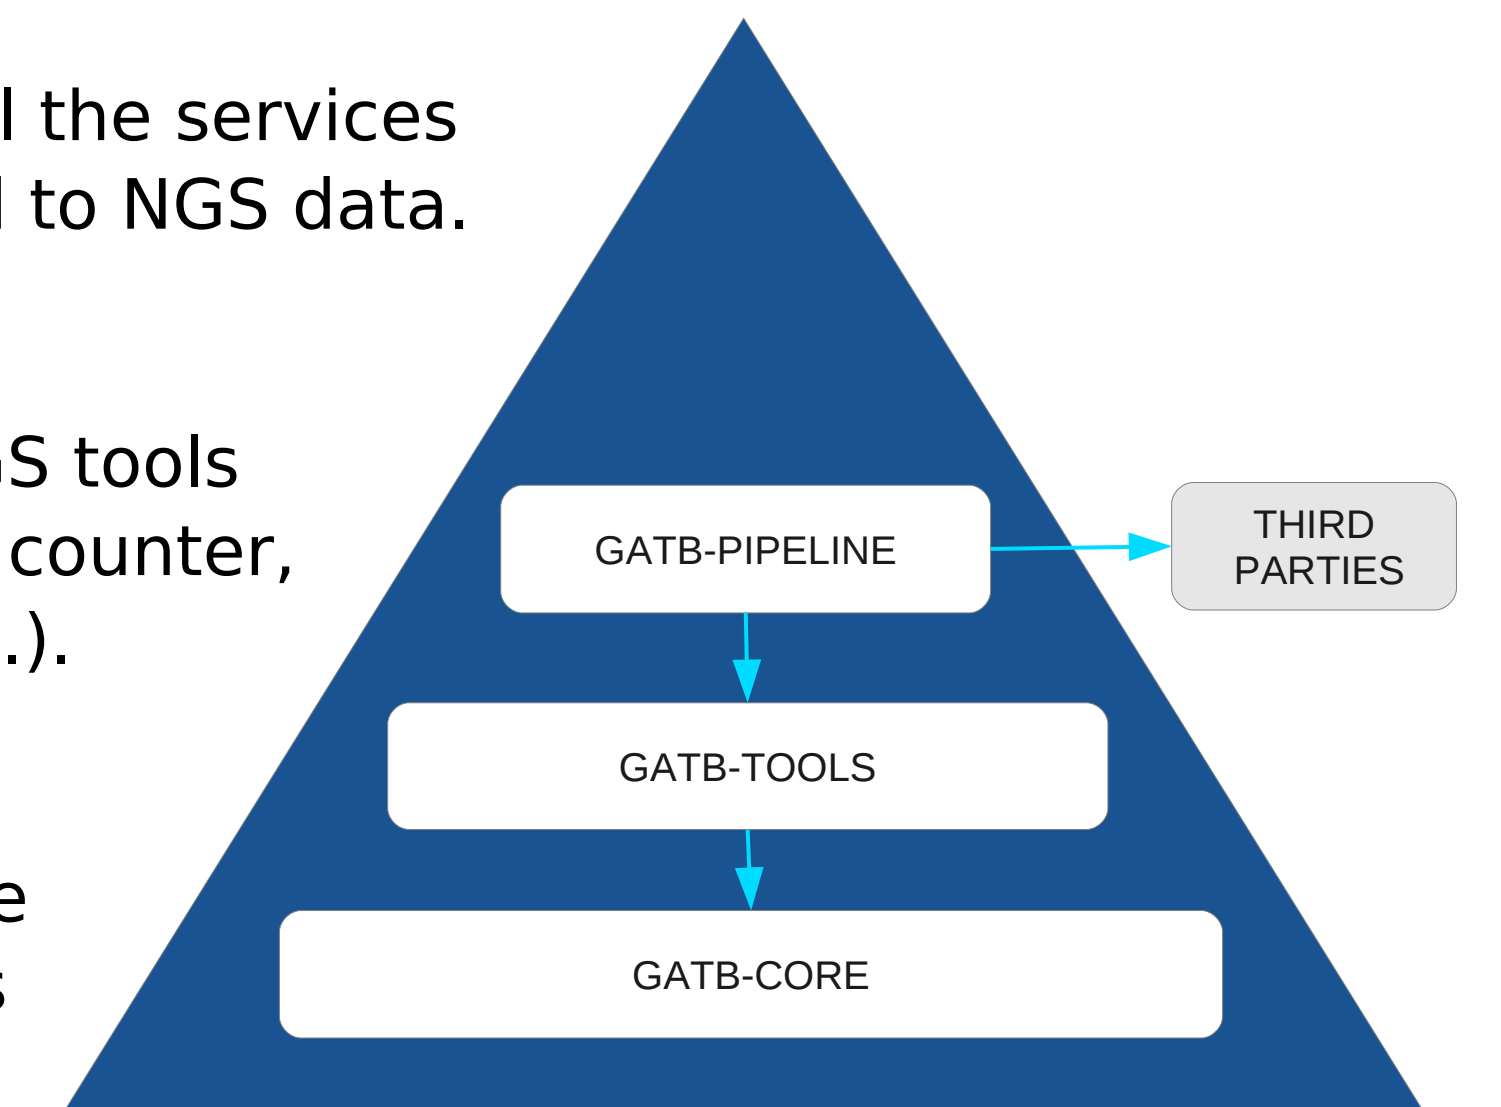 the services
to NGS data.
tools
counter,
.).
GATB-PIPELINE
THIRD
PARTIES
GATB-TOOLS
GATB-CORE